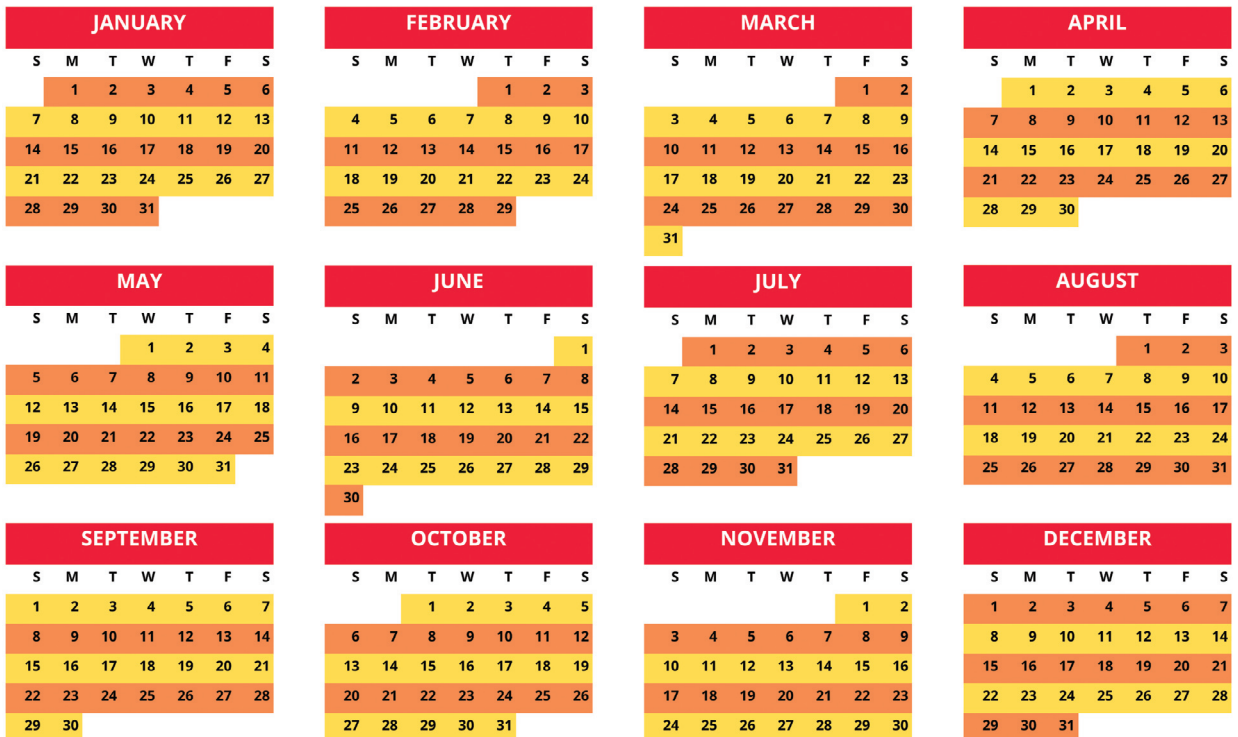 JANUARY
S M T W T F S
1 2 3 4 5 6
7 8 9 10 11 12 13
14 15 16 17 18 19 20
21 22 23 24 25 26 27
28 29 30 31
FEBRUARY
S M T W T F S
1 2 3
4 5 6 7 8 9 10
11 12 13 14 15 16 17
18 19 20 21 22 23 24
25 26 27 28 29
MARCH
S M T W T F S
1 2
3 4 5 6 7 8 9
10 11 12 13 14 15 16
17 18 19 20 21 22 23
24 25 26 27 28 29 30
31
APRIL
S M T W T F S
1 2 3 4 5 6
7 8 9 10 11 12 13
14 15 16 17 18 19 20
21 22 23 24 25 26 27
28 29 30
MAY
S M T W T F S
1 2 3 4
5 6 7 8 9 10 11
12 13 14 15 16 17 18
19 20 21 22 23 24 25
26 27 28 29 30 31
JUNE
S M T W T F S
1
2 3 4 5 6 7 8
9 10 11 12 13 14 15
16 17 18 19 20 21 22
23 24 25 26 27 28 29
30
JULY
S M T W T F S
1 2 3 4 5 6
7 8 9 10 11 12 13
14 15 16 17 18 19 20
21 22 23 24 25 26 27
28 29 30 31
AUGUST
S M T W T F S
1 2 3
4 5 6 7 8 9 10
11 12 13 14 15 16 17
18 19 20 21 22 23 24
25 26 27 28 29 30 31
SEPTEMBER
S M T W T F S
1 2 3 4 5 6 7
8 9 10 11 12 13 14
15 16 17 18 19 20 21
22 23 24 25 26 27 28
29 30
OCTOBER
S M T W T F S
1 2 3 4 5
6 7 8 9 10 11 12
13 14 15 16 17 18 19
20 21 22 23 24 25 26
27 28 29 30 31
NOVEMBER
S M T W T F S
1 2
3 4 5 6 7 8 9
10 11 12 13 14 15 16
17 18 19 20 21 22 23
24 25 26 27 28 29 30
DECEMBER
S M T W T F S
1 2 3 4 5 6 7
8 9 10 11 12 13 14
15 16 17 18 19 20 21
22 23 24 25 26 27 28
29 30 31